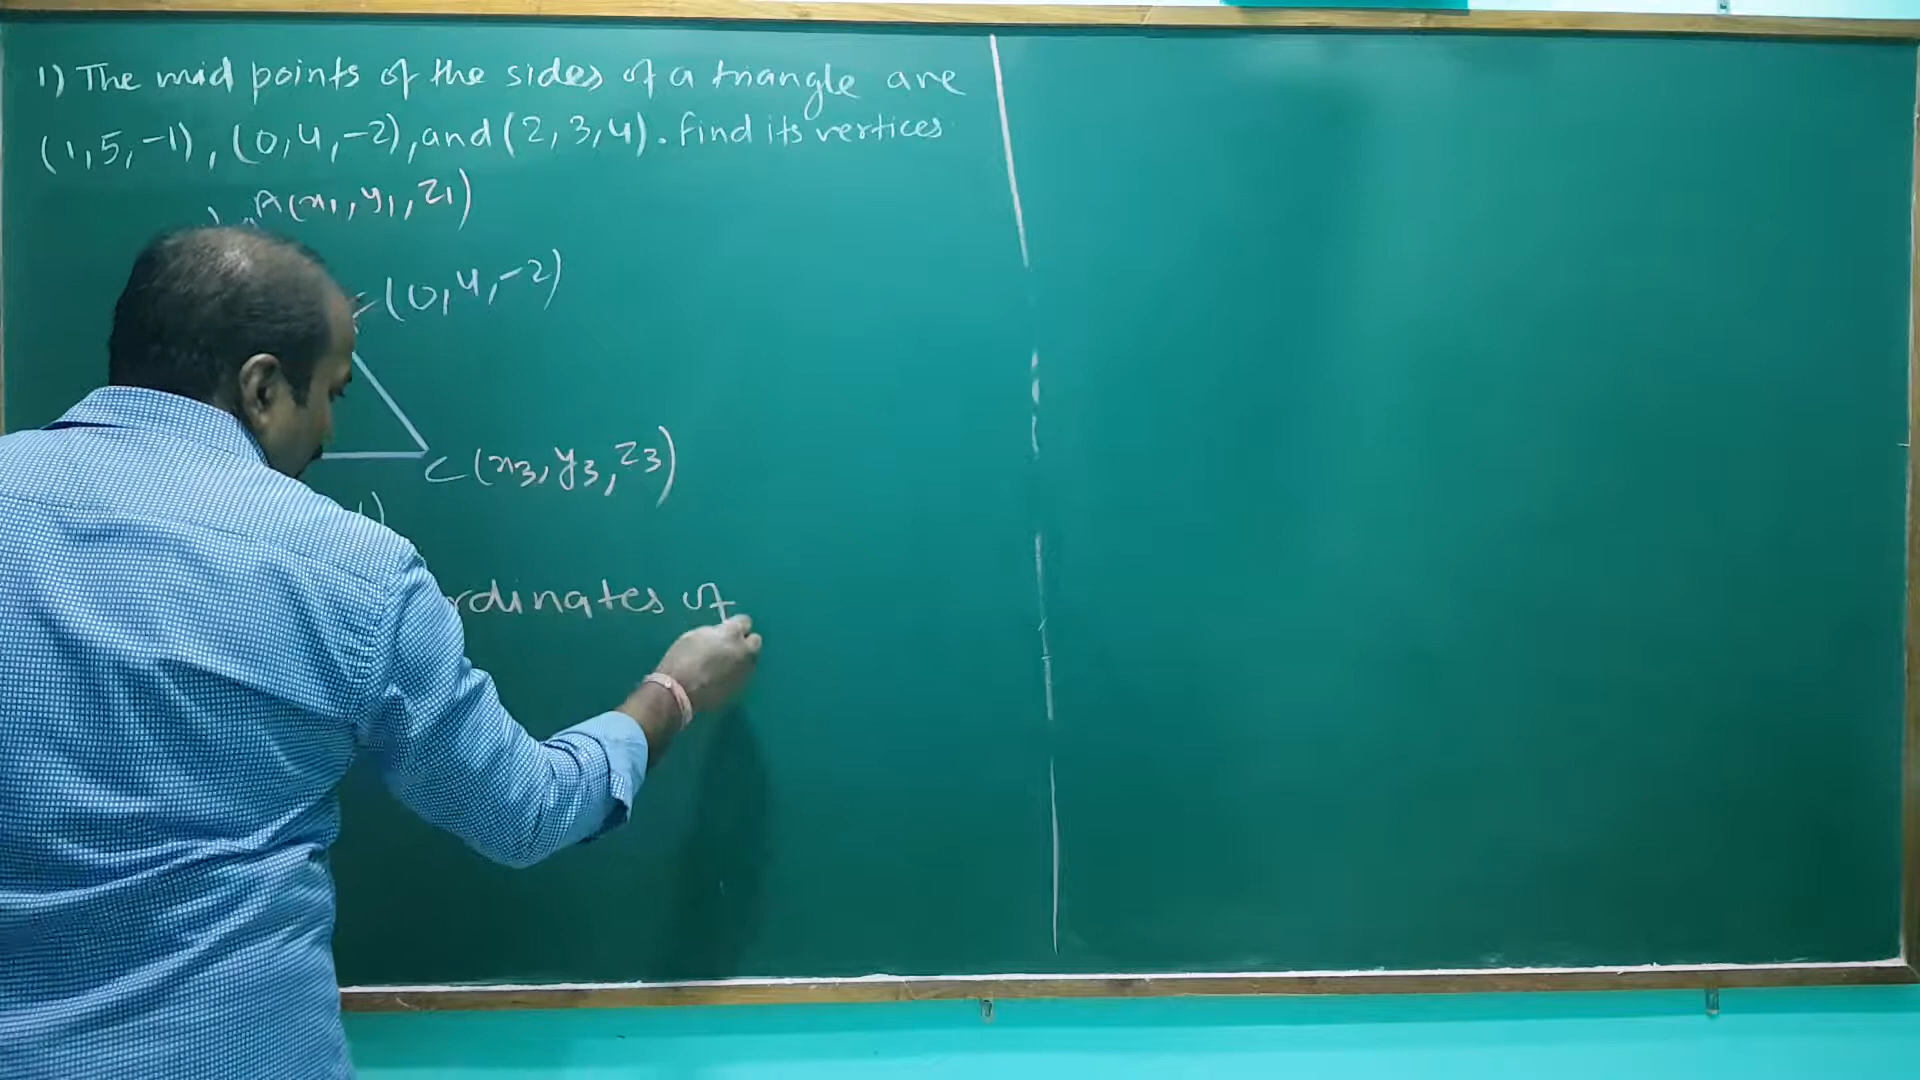 1) The mid points of the sides of a triangle are
(1,5,-1), (0,4,-2), and (2,3,4). Find its vertices
A(x1, y1, z1)
(0,4,-2)
C(x3, y3, z3)
rdinates of